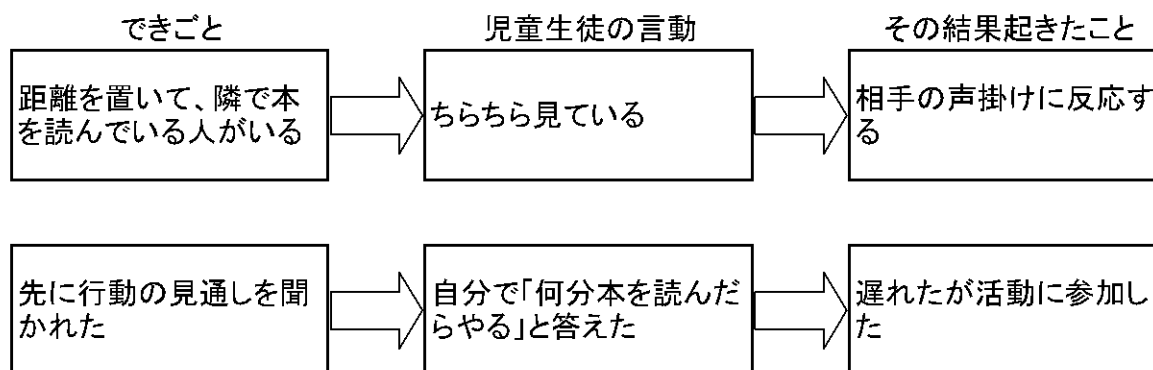 できごと
児童生徒の言動
その結果起きたこと
距離を置いて、隣で本
を読んでいる人がいる
ちらちら見ている
相手の声掛けに反応す
る
先に行動の見通しを聞
かれた
自分で「何分本を読んだ
らやる」と答えた
遅れたが活動に参加し
た